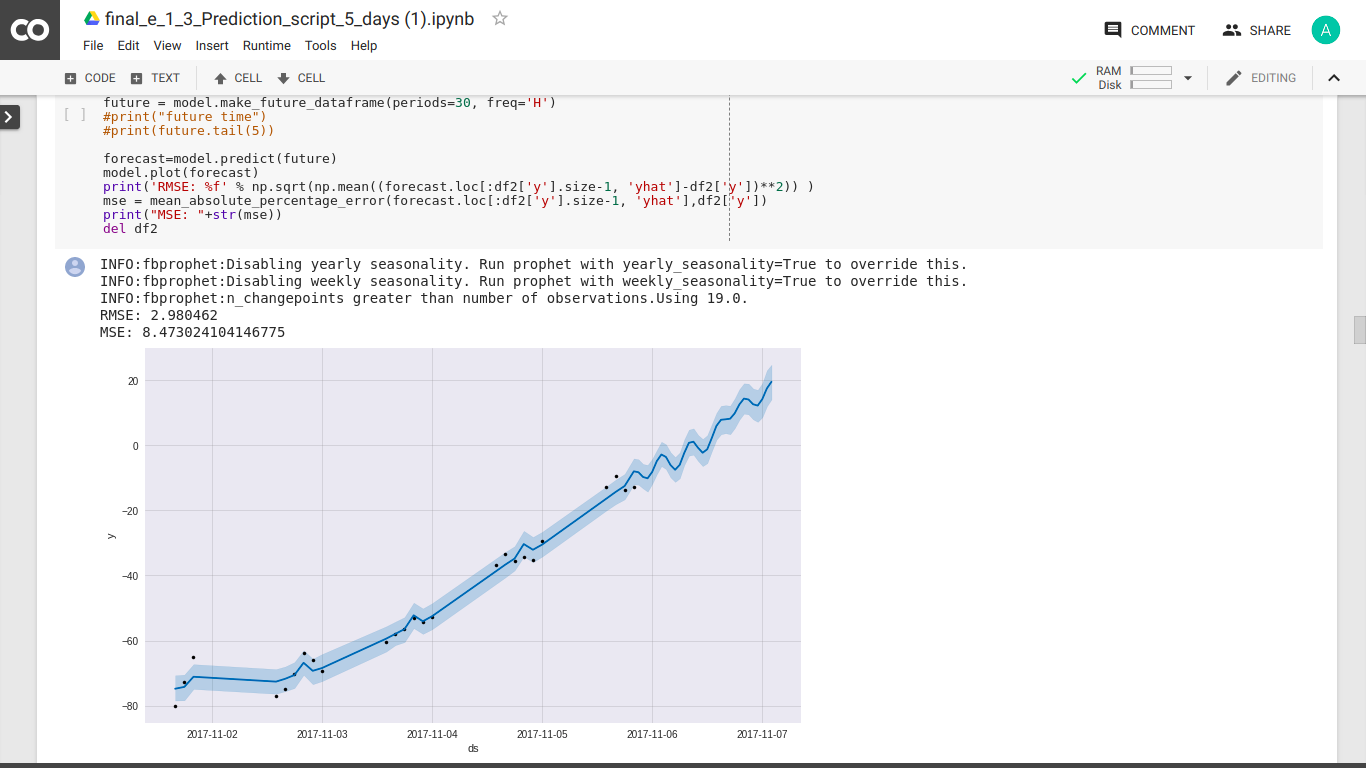 CO final_e_1_3_Prediction_script_5_days (1).ipynb
COMMENT SHARE A
File Edit View Insert Runtime Tools Help
CODE TEXT CELL CELL RAM Disk EDITING
future = model.make_future_dataframe(periods=30, freq='H')
[ ] #print("future time")
#print(future.tail(5))
forecast=model.predict(future)
model.plot(forecast)
print('RMSE: %f' % np.sqrt(np.mean((forecast.loc[:df2['y'].size-1, 'yhat']-df2['y'])**2)) )
mse = mean_absolute_percentage_error(forecast.loc[:df2['y'].size-1, 'yhat'],df2['y'])
print("MSE: "+str(mse))
del df2
INFO:fbprophet:Disabling yearly seasonality. Run prophet with yearly_seasonality=True to override this.
INFO:fbprophet:Disabling weekly seasonality. Run prophet with weekly_seasonality=True to override this.
INFO:fbprophet:n_changepoints greater than number of observations.Using 19.0.
RMSE: 2.980462
MSE: 8.473024104146775
20
0
−20
y
−40
−60
−80
2017-11-02 2017-11-03 2017-11-04 2017-11-05 2017-11-06 2017-11-07
ds